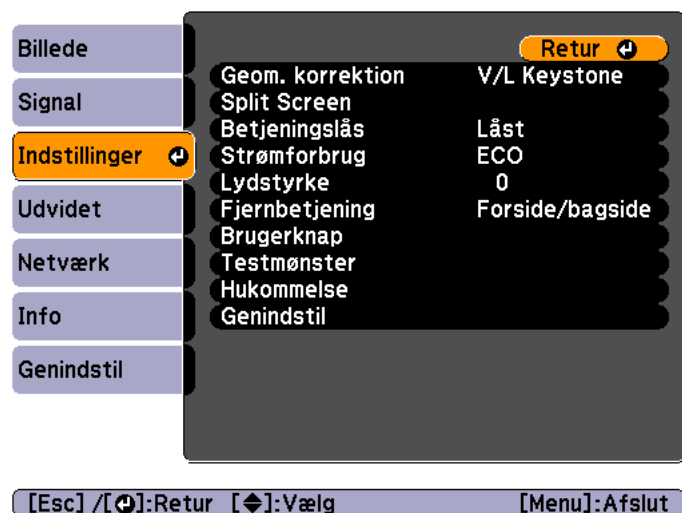 Billede
Signal
Indstillinger
Udvidet
Netværk
Info
Genindstil
Retur
Geom. korrektion V/L Keystone
Split Screen
Betjeningslås Låst
Strømforbrug ECO
Lydstyrke 0
Fjernbetjening Forside/bagside
Brugerknap
Testmønster
Hukommelse
Genindstil
[Esc] /[⏎]:Retur [◆]:Vælg [Menu]:Afslut